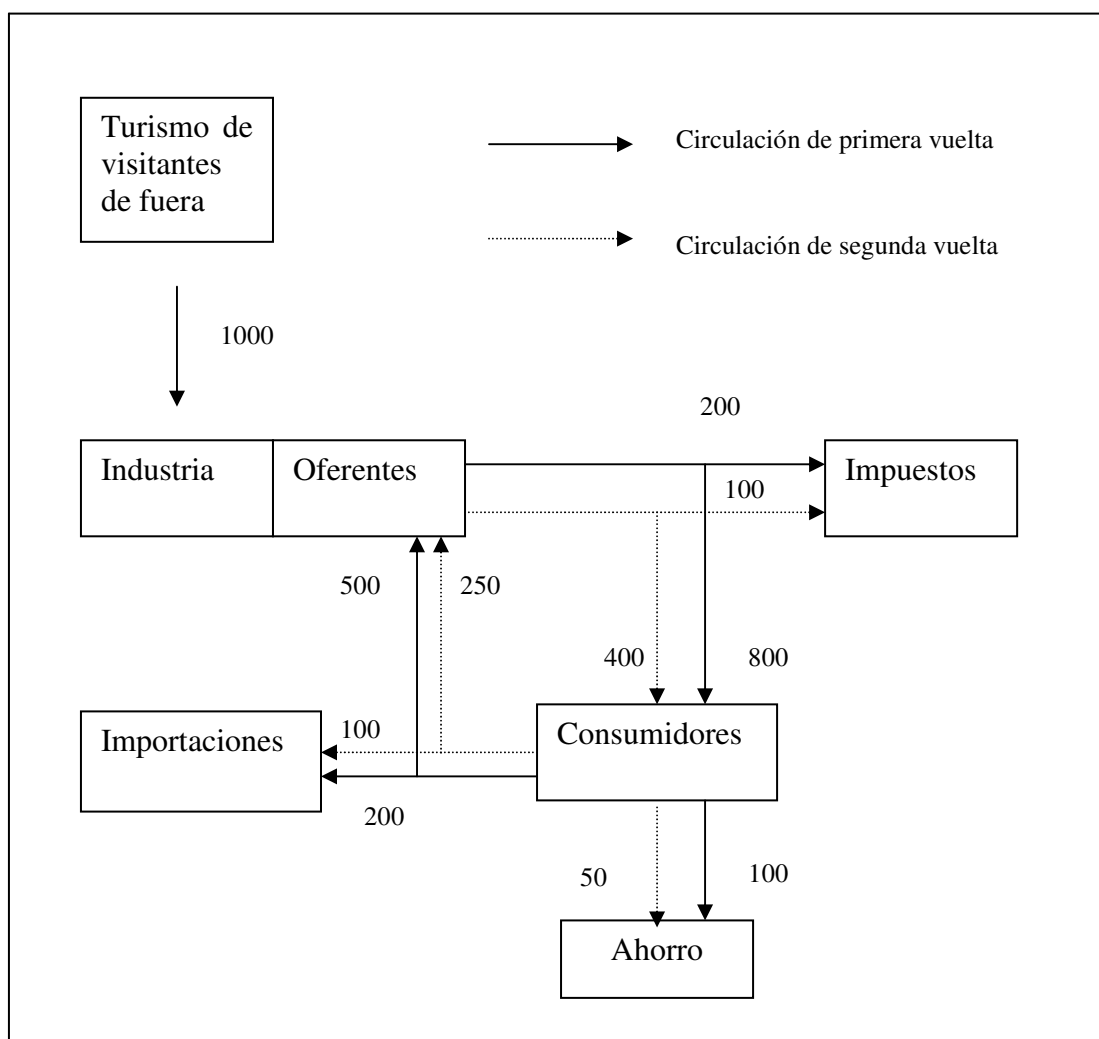 Turismo de
visitantes
de fuera
Circulación de primera vuelta
Circulación de segunda vuelta
1000
200
Industria
Oferentes
Impuestos
100
500
250
400
800
Importaciones
100
Consumidores
200
50
100
Ahorro